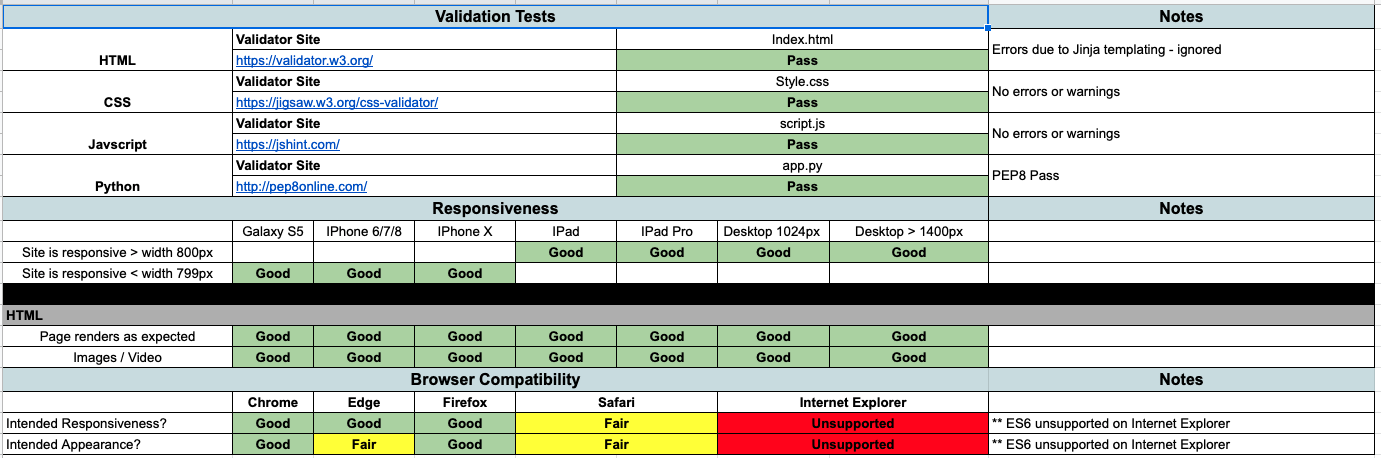 Validation Tests Notes
Validator Site Index.html
HTML https://validator.w3.org/ Pass Errors due to Jinja templating - ignored
Validator Site Style.css
CSS https://jigsaw.w3.org/css-validator/ Pass No errors or warnings
Validator Site script.js
Javscript https://jshint.com/ Pass No errors or warnings
Validator Site app.py
Python http://pep8online.com/ Pass PEP8 Pass
Responsiveness Notes
Galaxy S5 IPhone 6/7/8 IPhone X IPad IPad Pro Desktop 1024px Desktop > 1400px
Site is responsive > width 800px Good Good Good Good
Site is responsive < width 799px Good Good Good
HTML
Page renders as expected Good Good Good Good Good Good Good
Images / Video Good Good Good Good Good Good Good
Browser Compatibility Notes
Chrome Edge Firefox Safari Internet Explorer
Intended Responsiveness? Good Good Good Fair Unsupported ** ES6 unsupported on Internet Explorer
Intended Appearance? Good Fair Good Fair Unsupported ** ES6 unsupported on Internet Explorer